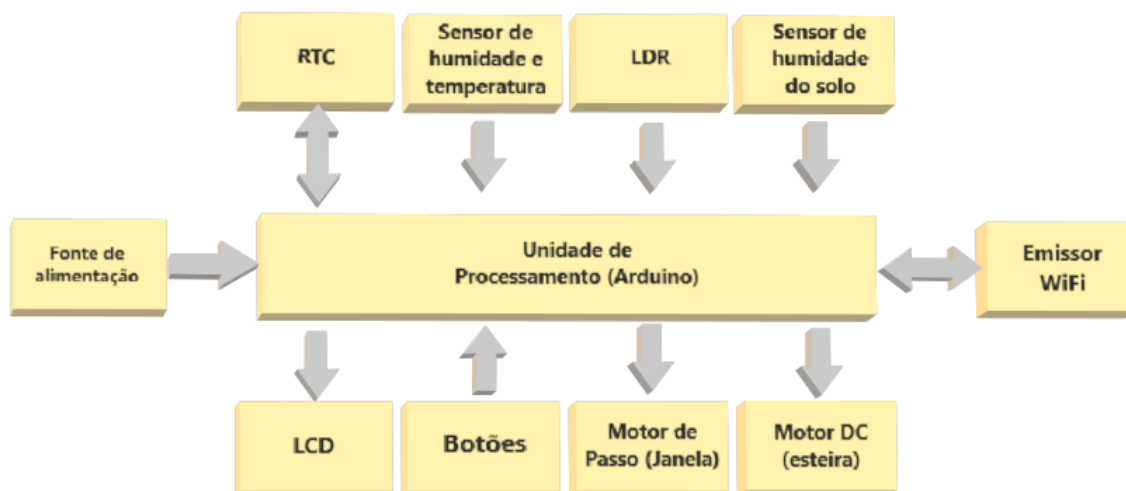 RTC
Sensor de
humidade e
temperatura
LDR
Sensor de
humidade
do solo
Fonte de
alimentação
Unidade de
Processamento (Arduino)
Emissor
WiFi
LCD
Botões
Motor de
Passo (Janela)
Motor DC
(esteira)